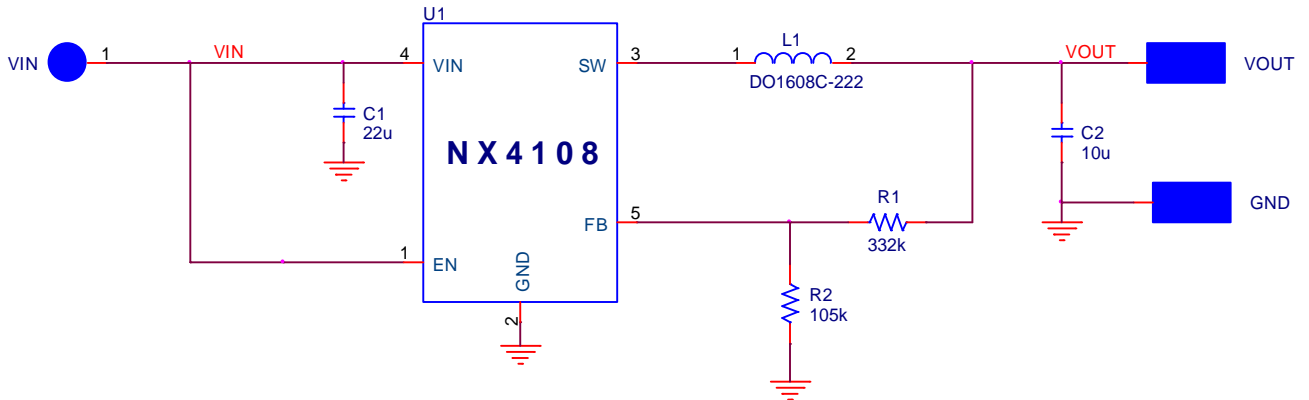 U1
VIN
1
VIN
4
VIN
C1
22u
NX4108
SW
3
1
L1
2
DO1608C-222
VOUT
VOUT
C2
10u
GND
FB
5
R1
332k
R2
105k
1
EN
GND
2